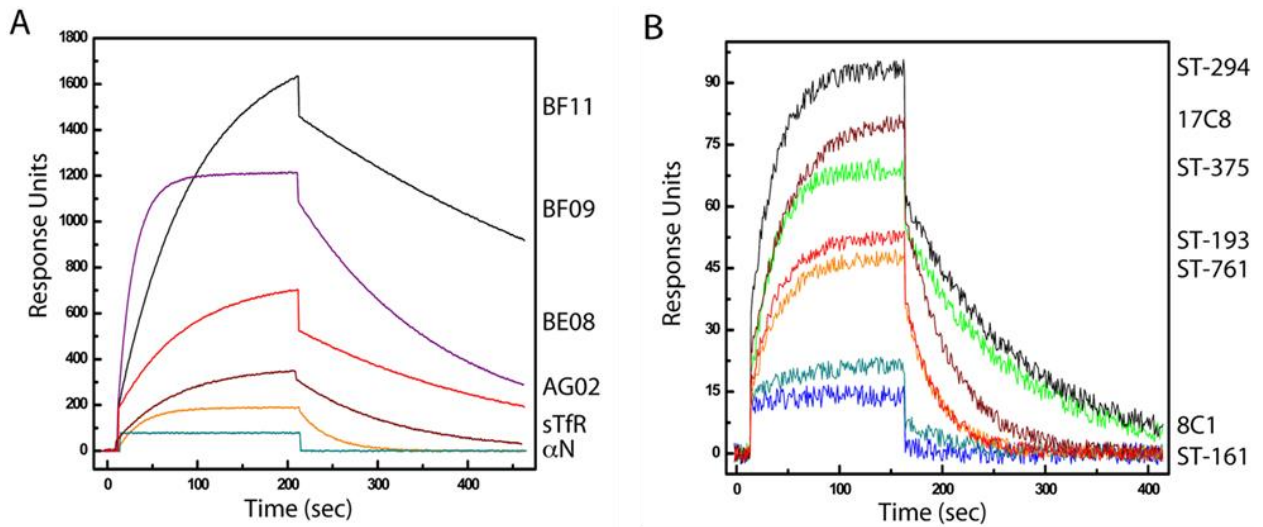 A
1800
1600
1400
1200
1000
800
600
400
200
0
Response Units
0 100 200 300 400
Time (sec)
BF11
BF09
BE08
AG02
sTfR
αN
B
90
75
60
45
30
15
0
Response Units
0 100 200 300 400
Time (sec)
ST-294
17C8
ST-375
ST-193
ST-761
8C1
ST-161